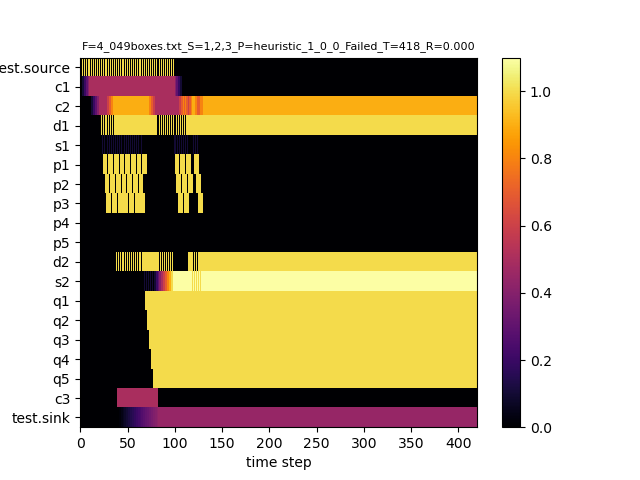 F=4_049boxes.txt_S=1,2,3_P=heuristic_1_0_0_Failed_T=418_R=0.000
est.source
c1
c2
d1
s1
p1
p2
p3
p4
p5
d2
s2
q1
q2
q3
q4
q5
c3
test.sink
0 50 100 150 200 250 300 350 400
time step
1.0
0.8
0.6
0.4
0.2
0.0